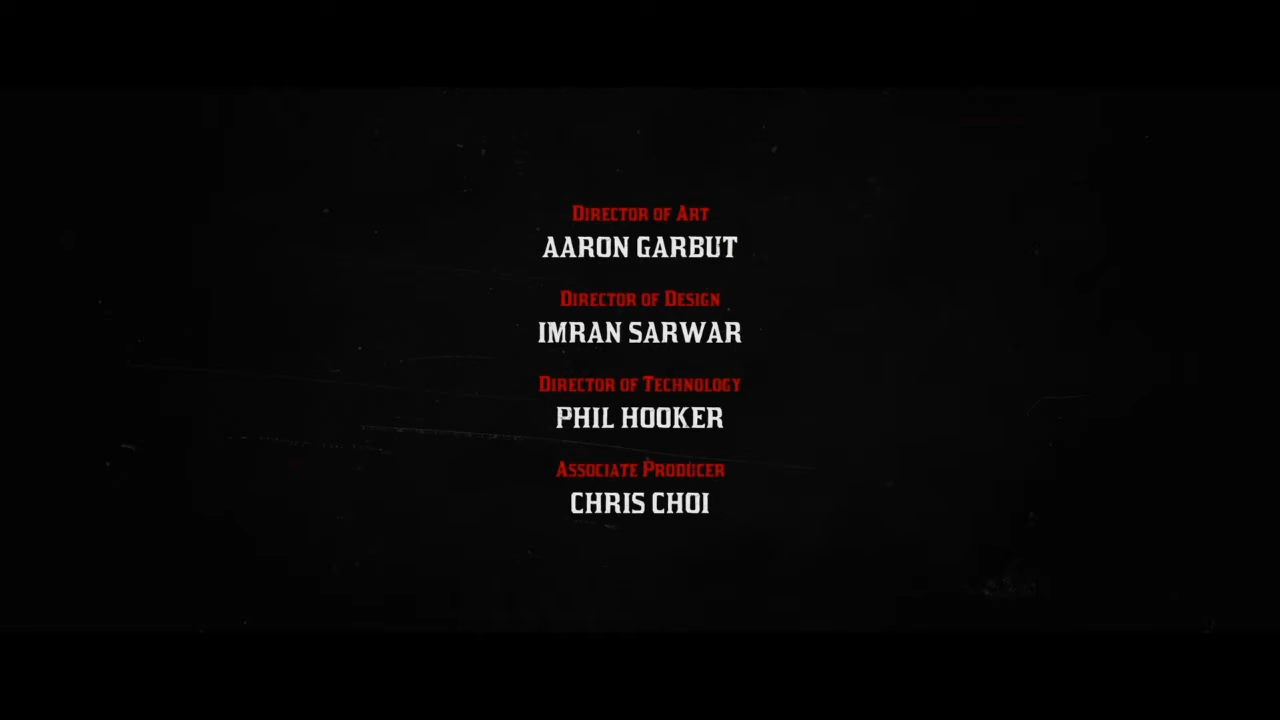 Director of Art
AARON GARBUT
Director of Design
IMRAN SARWAR
Director of Technology
PHIL HOOKER
Associate Producer
CHRIS CHOI